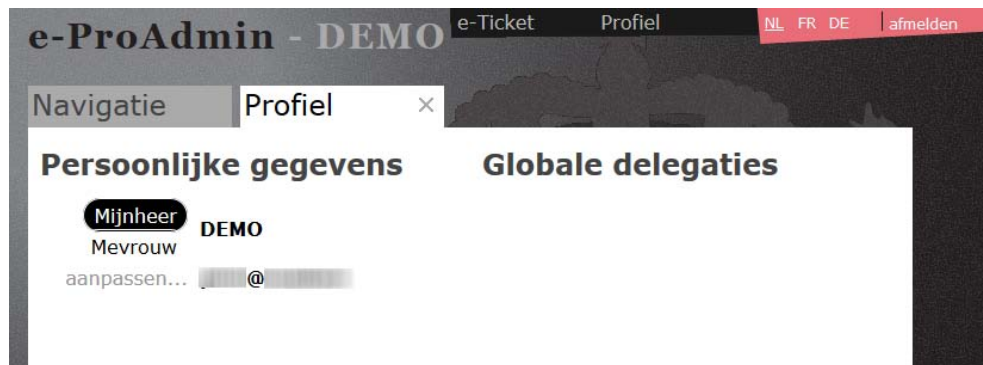 e-ProAdmin - DEMO
e-Ticket Profiel NL FR DE afmelden
Navigatie Profiel ×
Persoonlijke gegevens Globale delegaties
Mijnheer
DEMO
Mevrouw
aanpassen... @